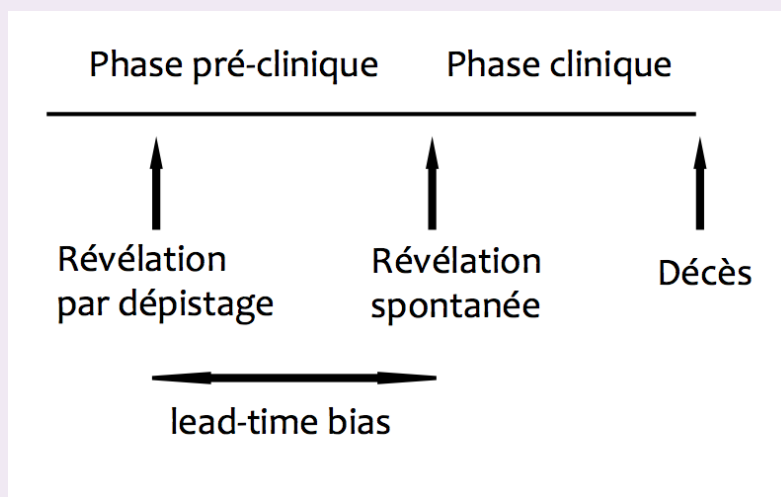 Phase pré-clinique Phase clinique
Révélation
par dépistage
Révélation
spontanée
Décès
lead-time bias